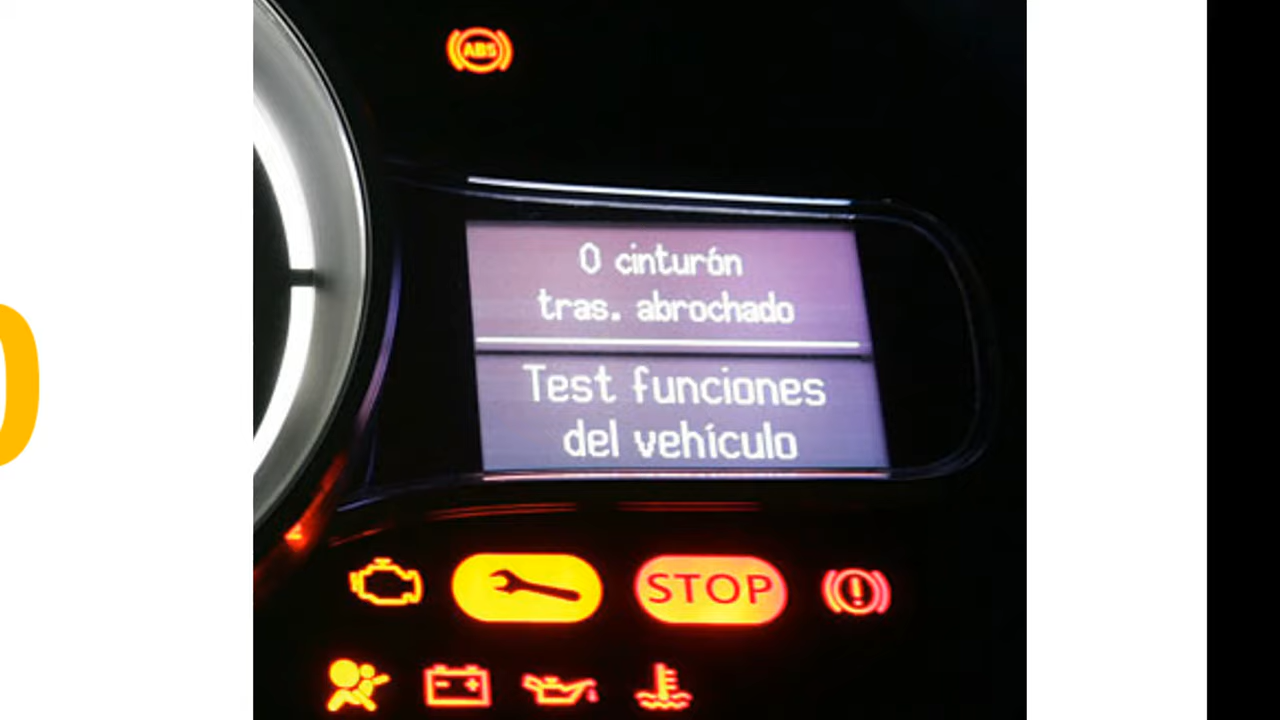 ABS
0 cinturón
tras. abrochado
Test funciones
del vehículo
STOP